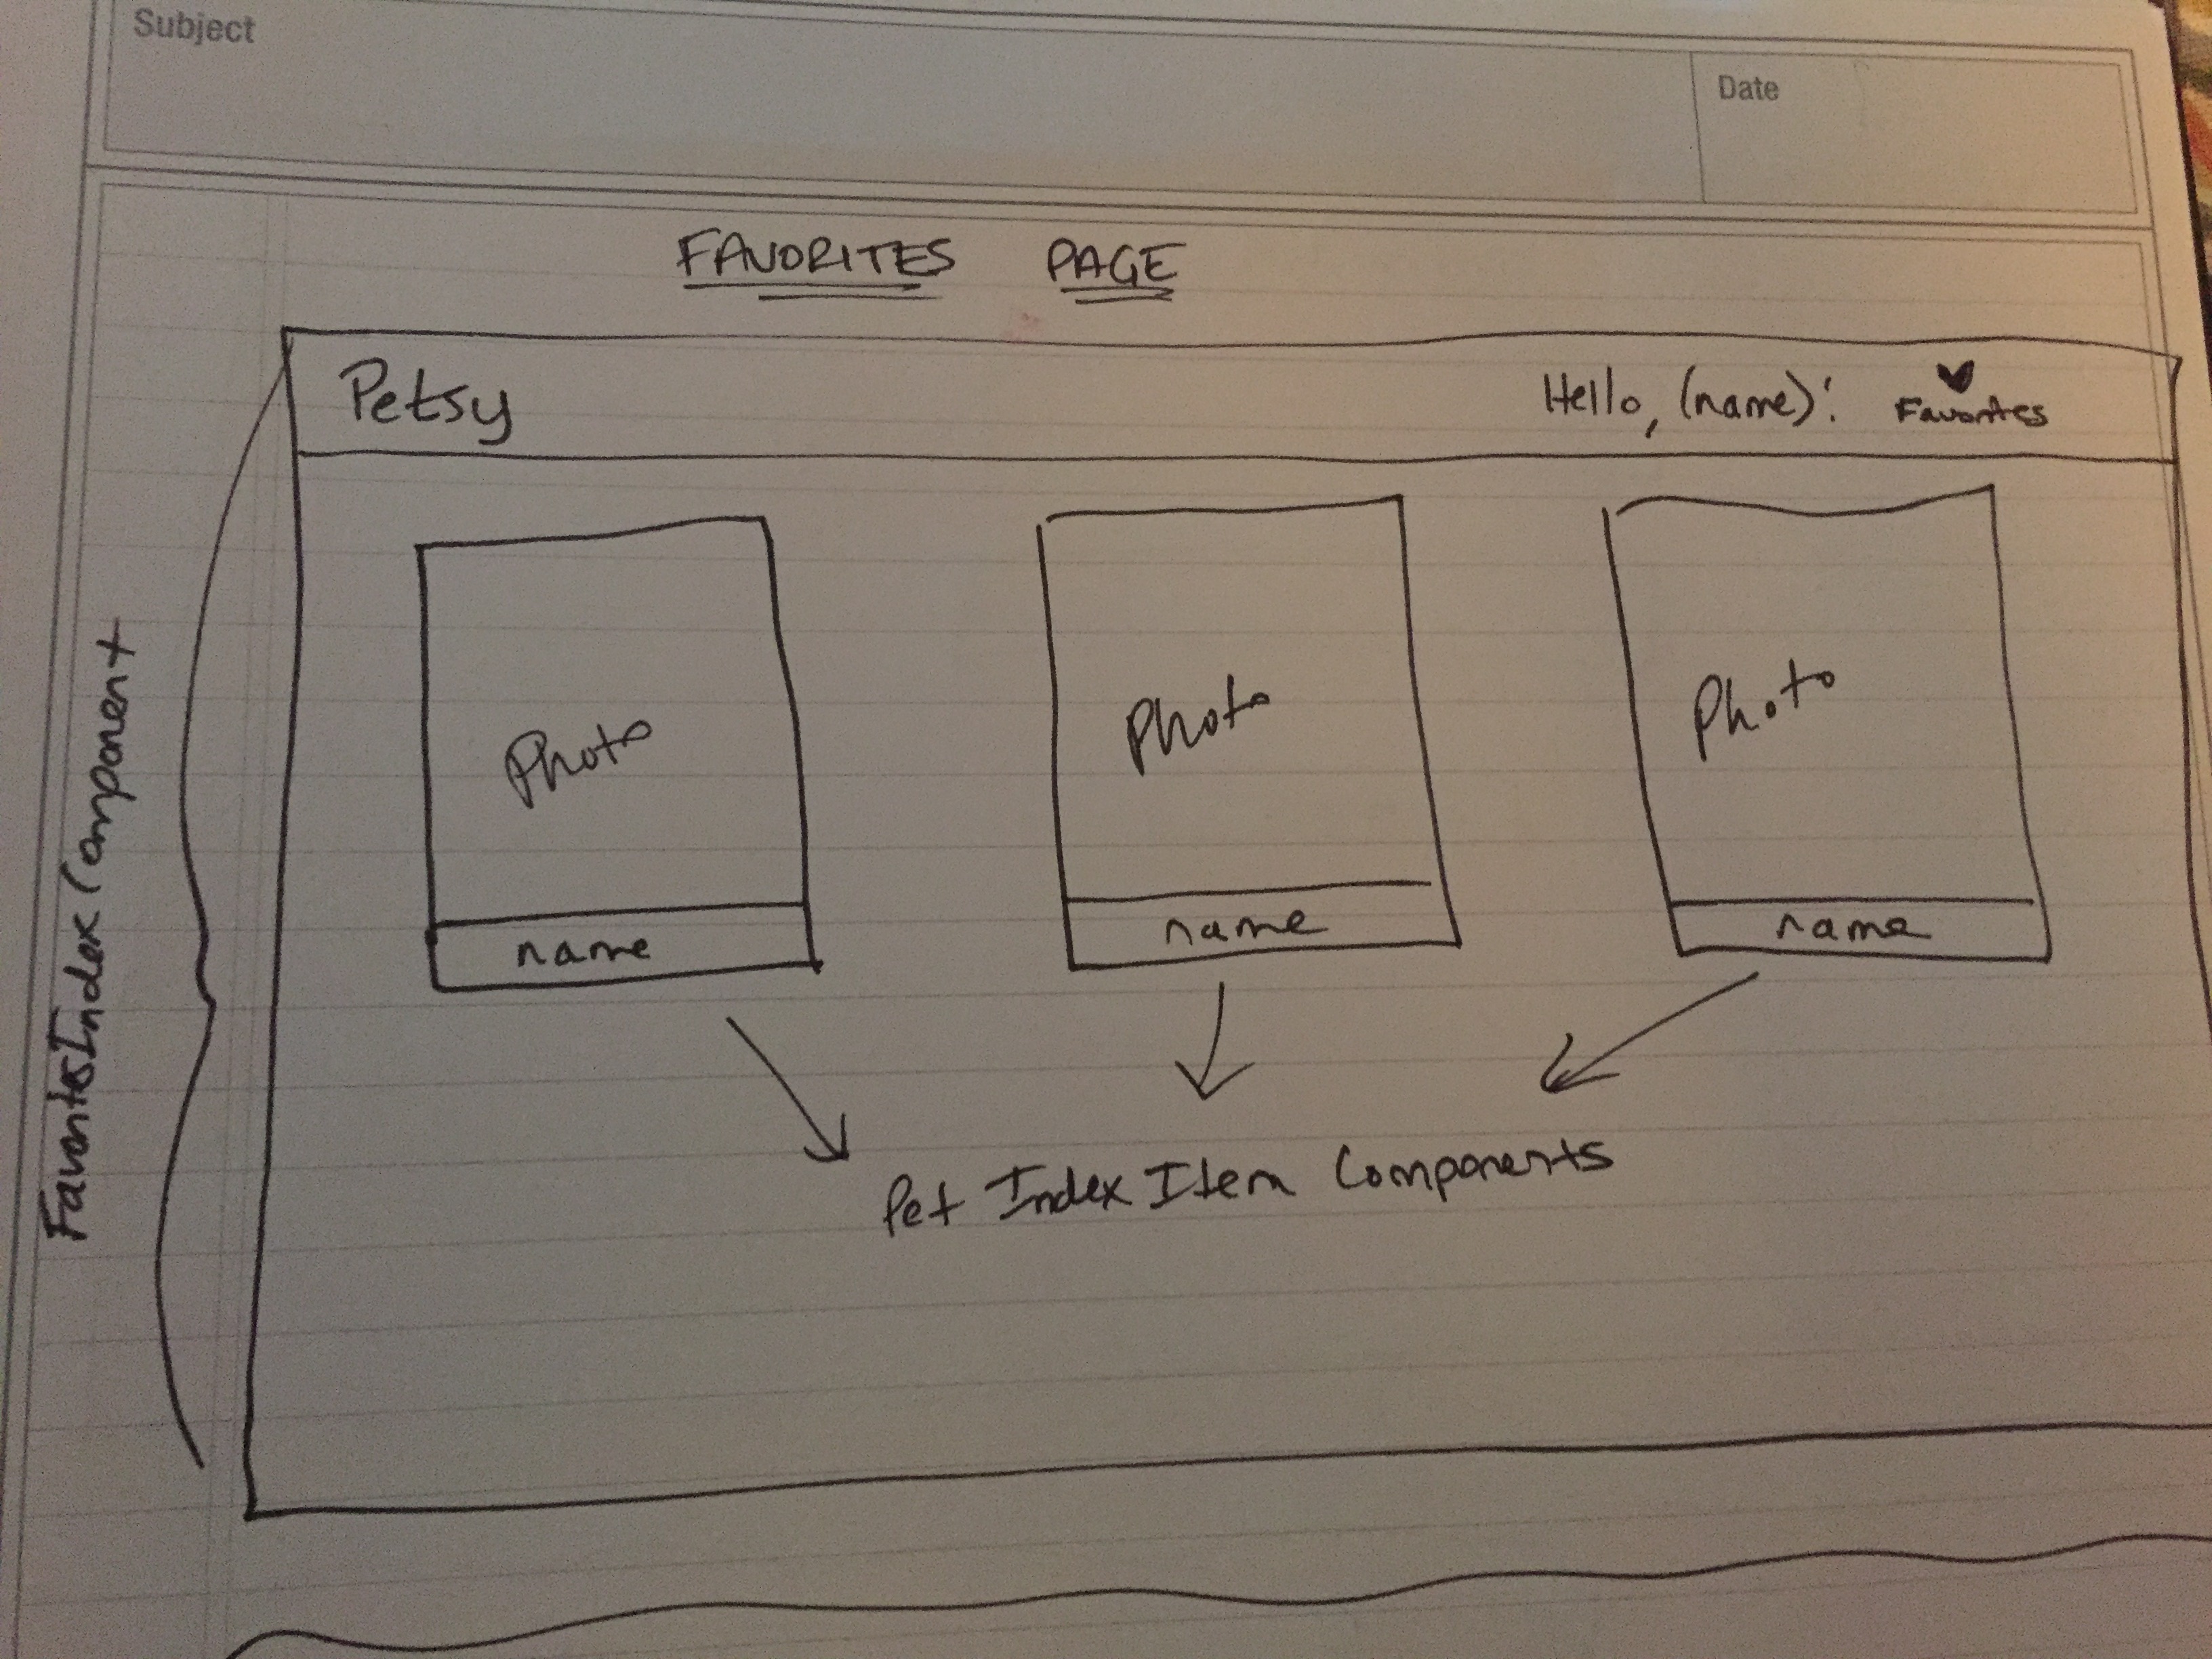 Subject
Date
FAVORITES PAGE
Petsy
Hello, (name)!
Favorites
Photo
Photo
Photo
name
name
name
Pet Index Item Components
FavoritesIndex Component